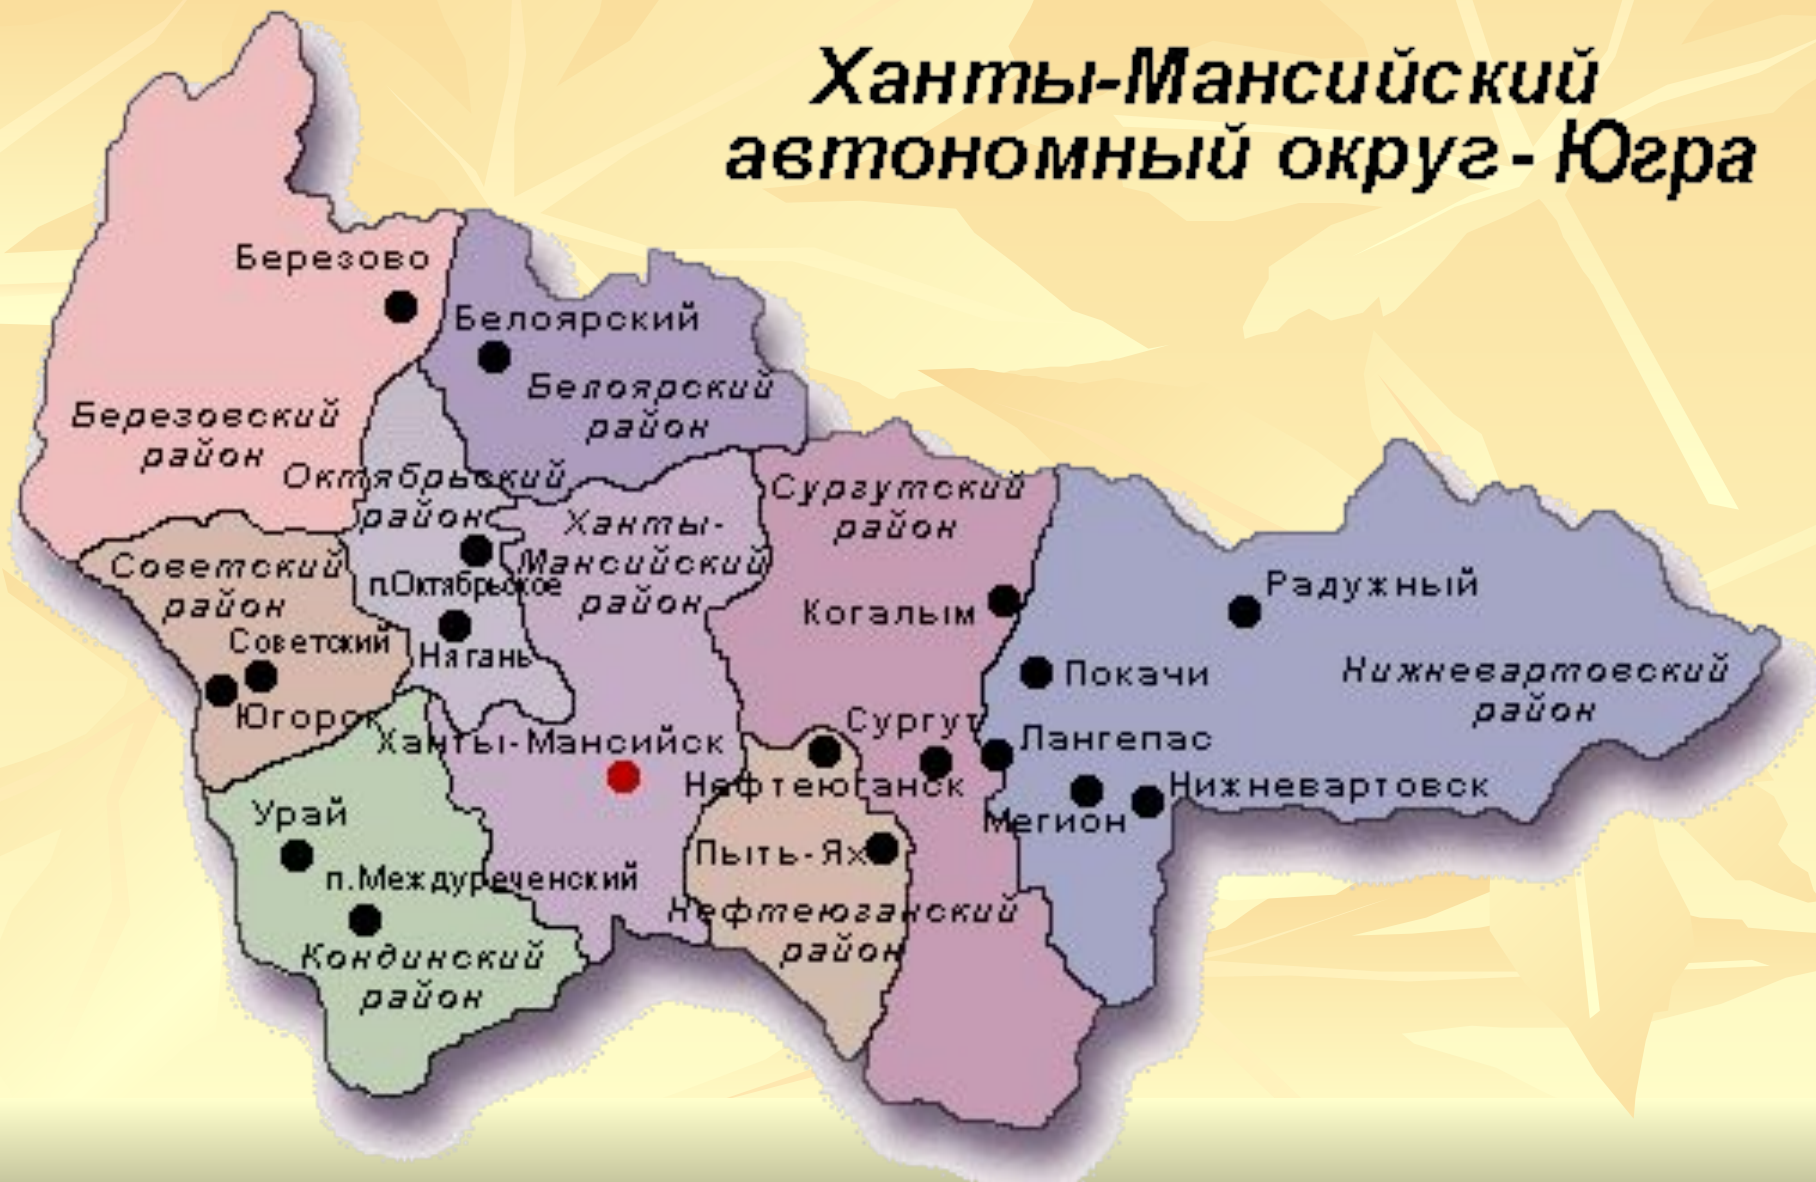 Ханты-Мансийский
автономный округ - Югра
Березово
Белоярский
Белоярский
район
Березовский
район
Октябрьский
район
Сургутский
район
Ханты-
Мансийский
район
Советский
район
п.Октябрьское
Радужный
Когалым
Советский
Нягань
Покачи
Нижневартовский
район
Югорск
Сургут
Ханты-Мансийск
Лангепас
Нефтеюганск
Нижневартовск
Урай
Мегион
Пыть-Ях
п.Междуреченский
Нефтеюганский
район
Кондинский
район